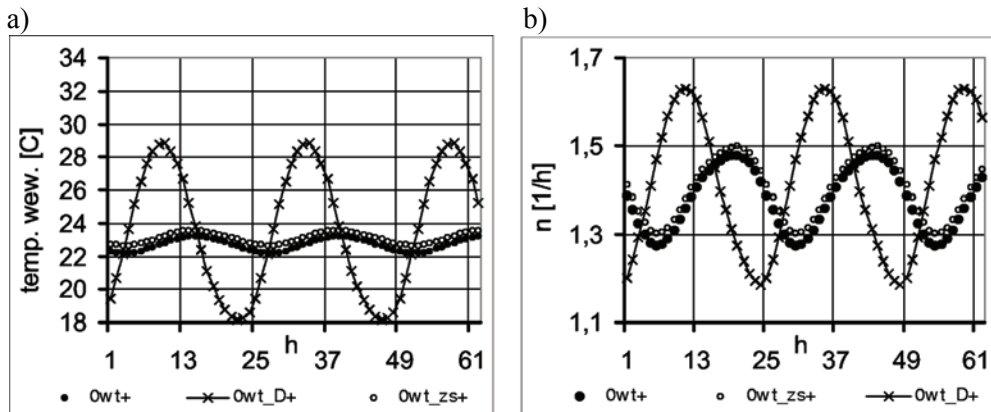 a)
temp. wew. [C]
34
32
30
28
26
24
22
20
18
1 13 25 37 49 61
h
0wt+ 0wt_D+ 0wt_zs+
b)
n [1/h]
1,7
1,5
1,3
1,1
1 13 25 37 49 61
h
0wt+ 0wt_zs+ 0wt_D+